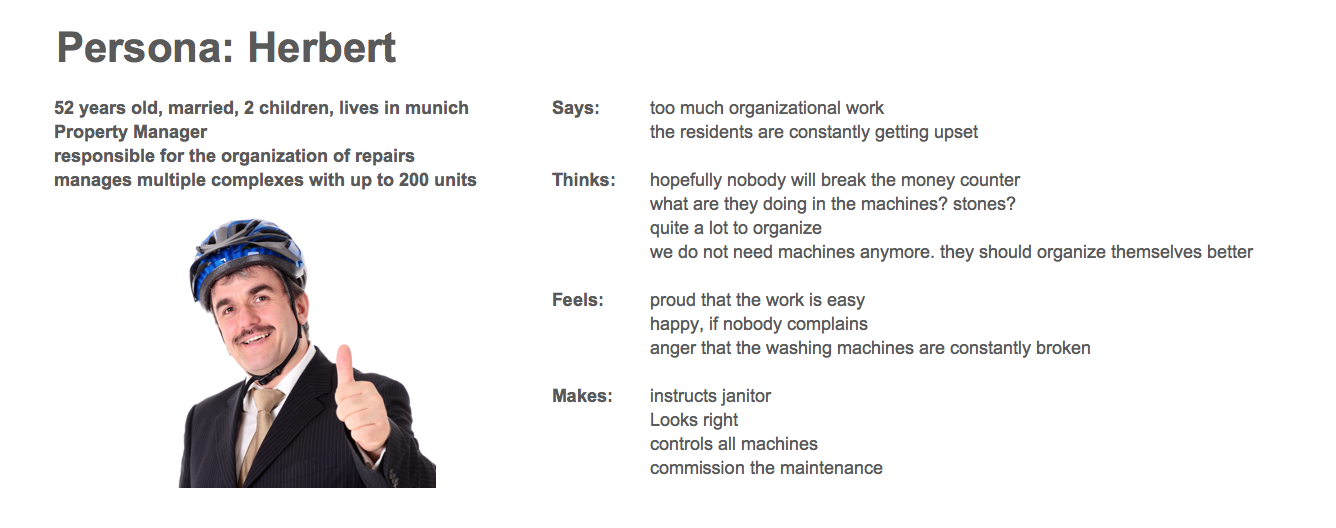 Persona: Herbert
52 years old, married, 2 children, lives in munich
Property Manager
responsible for the organization of repairs
manages multiple complexes with up to 200 units
Says: too much organizational work
the residents are constantly getting upset
Thinks: hopefully nobody will break the money counter
what are they doing in the machines? stones?
quite a lot to organize
we do not need machines anymore. they should organize themselves better
Feels: proud that the work is easy
happy, if nobody complains
anger that the washing machines are constantly broken
Makes: instructs janitor
Looks right
controls all machines
commission the maintenance